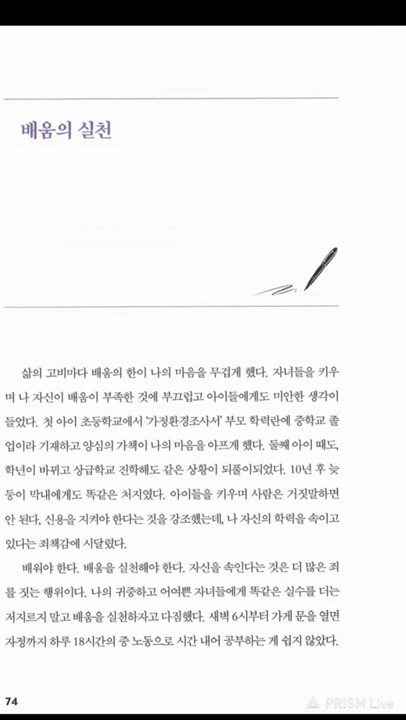 배움의 실천
삶의 고비마다 배움의 한이 나의 마음을 무겁게 했다. 자녀들을 키우
며 나 자신이 배움이 부족한 것에 부끄럽고 아이들에게도 미안한 생각이
들었다. 첫 아이 초등학교에서 '가정환경조사서' 부모 학력란에 중학교 졸
업이라 기재하고 양심의 가책이 나의 마음을 아프게 했다. 둘째 아이 때도,
학년이 바뀌고 상급학교 진학해도 같은 상황이 되풀이되었다. 10년 후 늦
둥이 막내에게도 똑같은 처지였다. 아이들을 키우며 사람은 거짓말하면
안 된다, 신용을 지켜야 한다는 것을 강조했는데, 나 자신의 학력을 속이고
있다는 죄책감에 시달렸다.
배워야 한다. 배움을 실천해야 한다. 자신을 속인다는 것은 더 많은 죄
를 짓는 행위이다. 나의 귀중하고 어여쁜 자녀들에게 똑같은 실수를 더는
저지르지 말고 배움을 실천하자고 다짐했다. 새벽 6시부터 가게 문을 열면
자정까지 하루 18시간의 중 노동으로 시간 내어 공부하는 게 쉽지 않았다.
74
PRISM Live